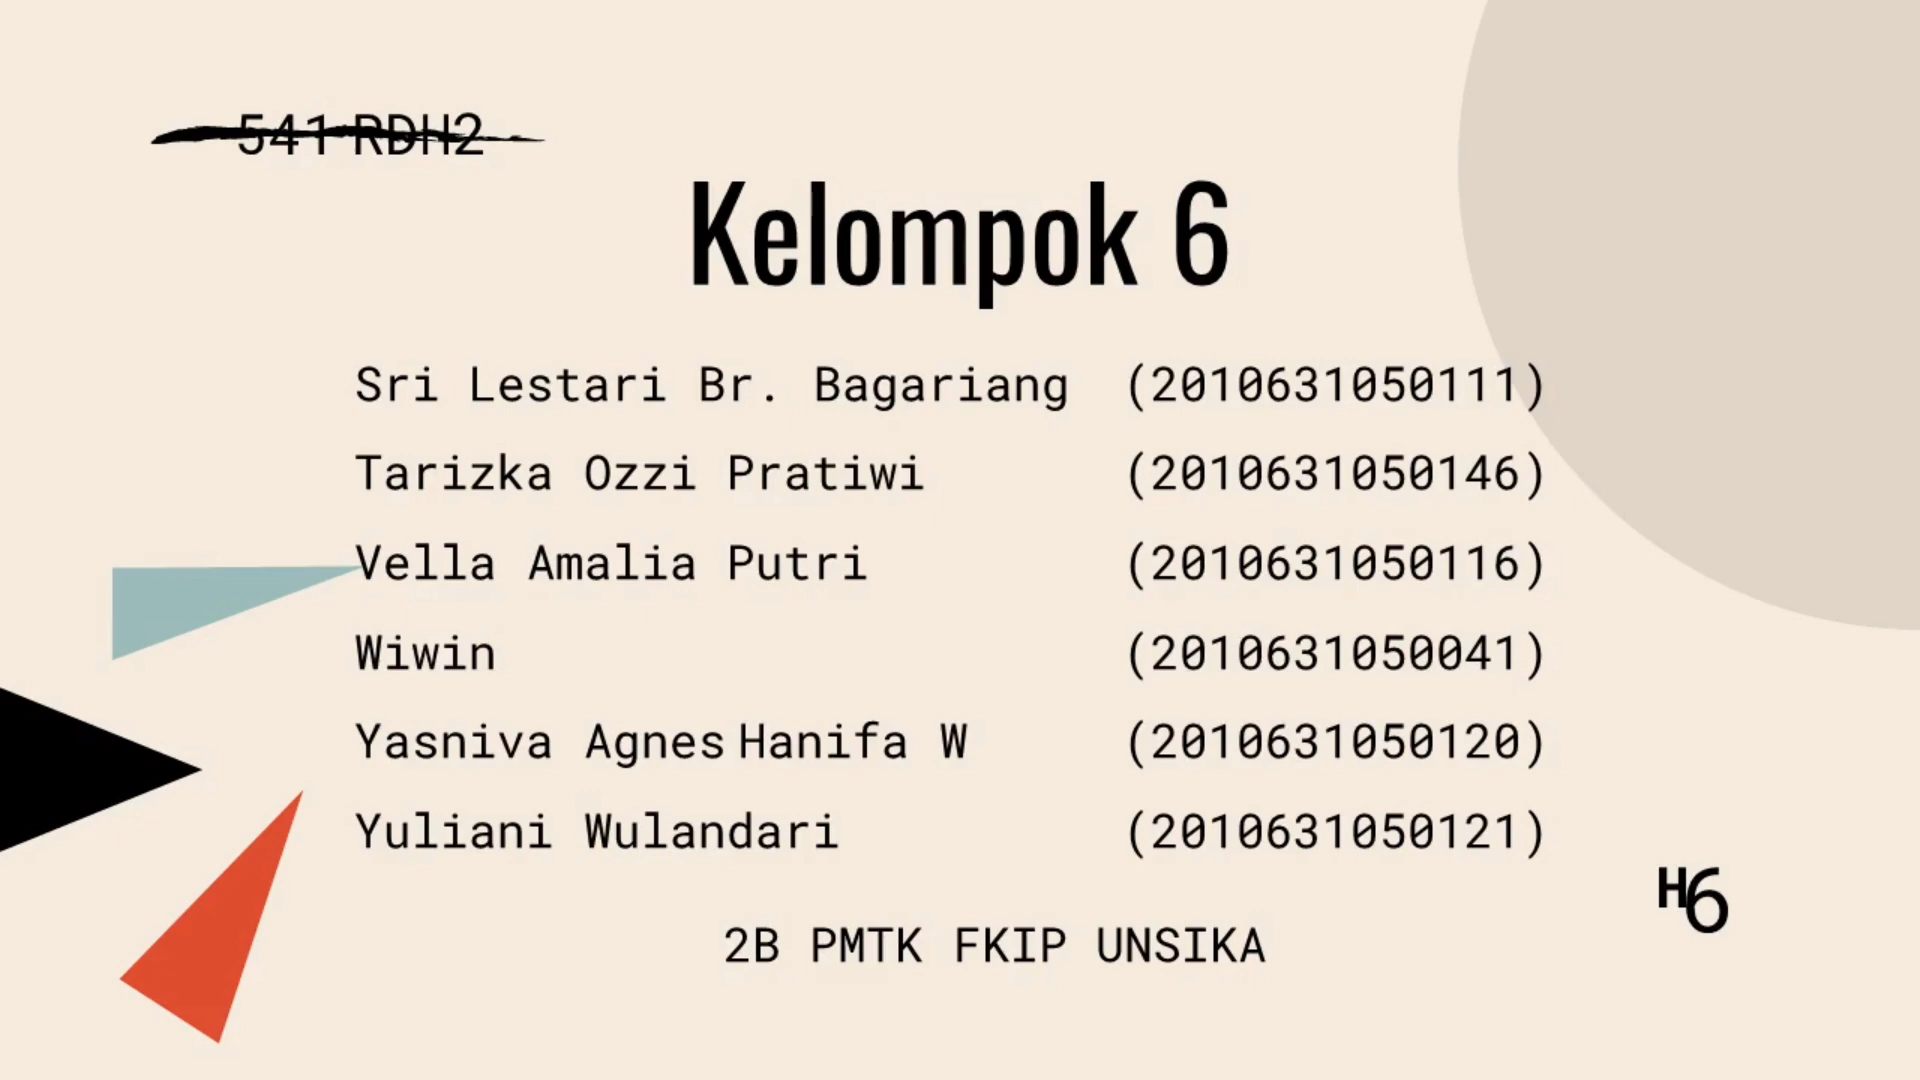 541 RDH2
Kelompok 6
Sri Lestari Br. Bagariang (2010631050111)
Tarizka Ozzi Pratiwi (2010631050146)
Vella Amalia Putri (2010631050116)
Wiwin (2010631050041)
Yasniva Agnes Hanifa W (2010631050120)
Yuliani Wulandari (2010631050121)
H6
2B PMTK FKIP UNSIKA